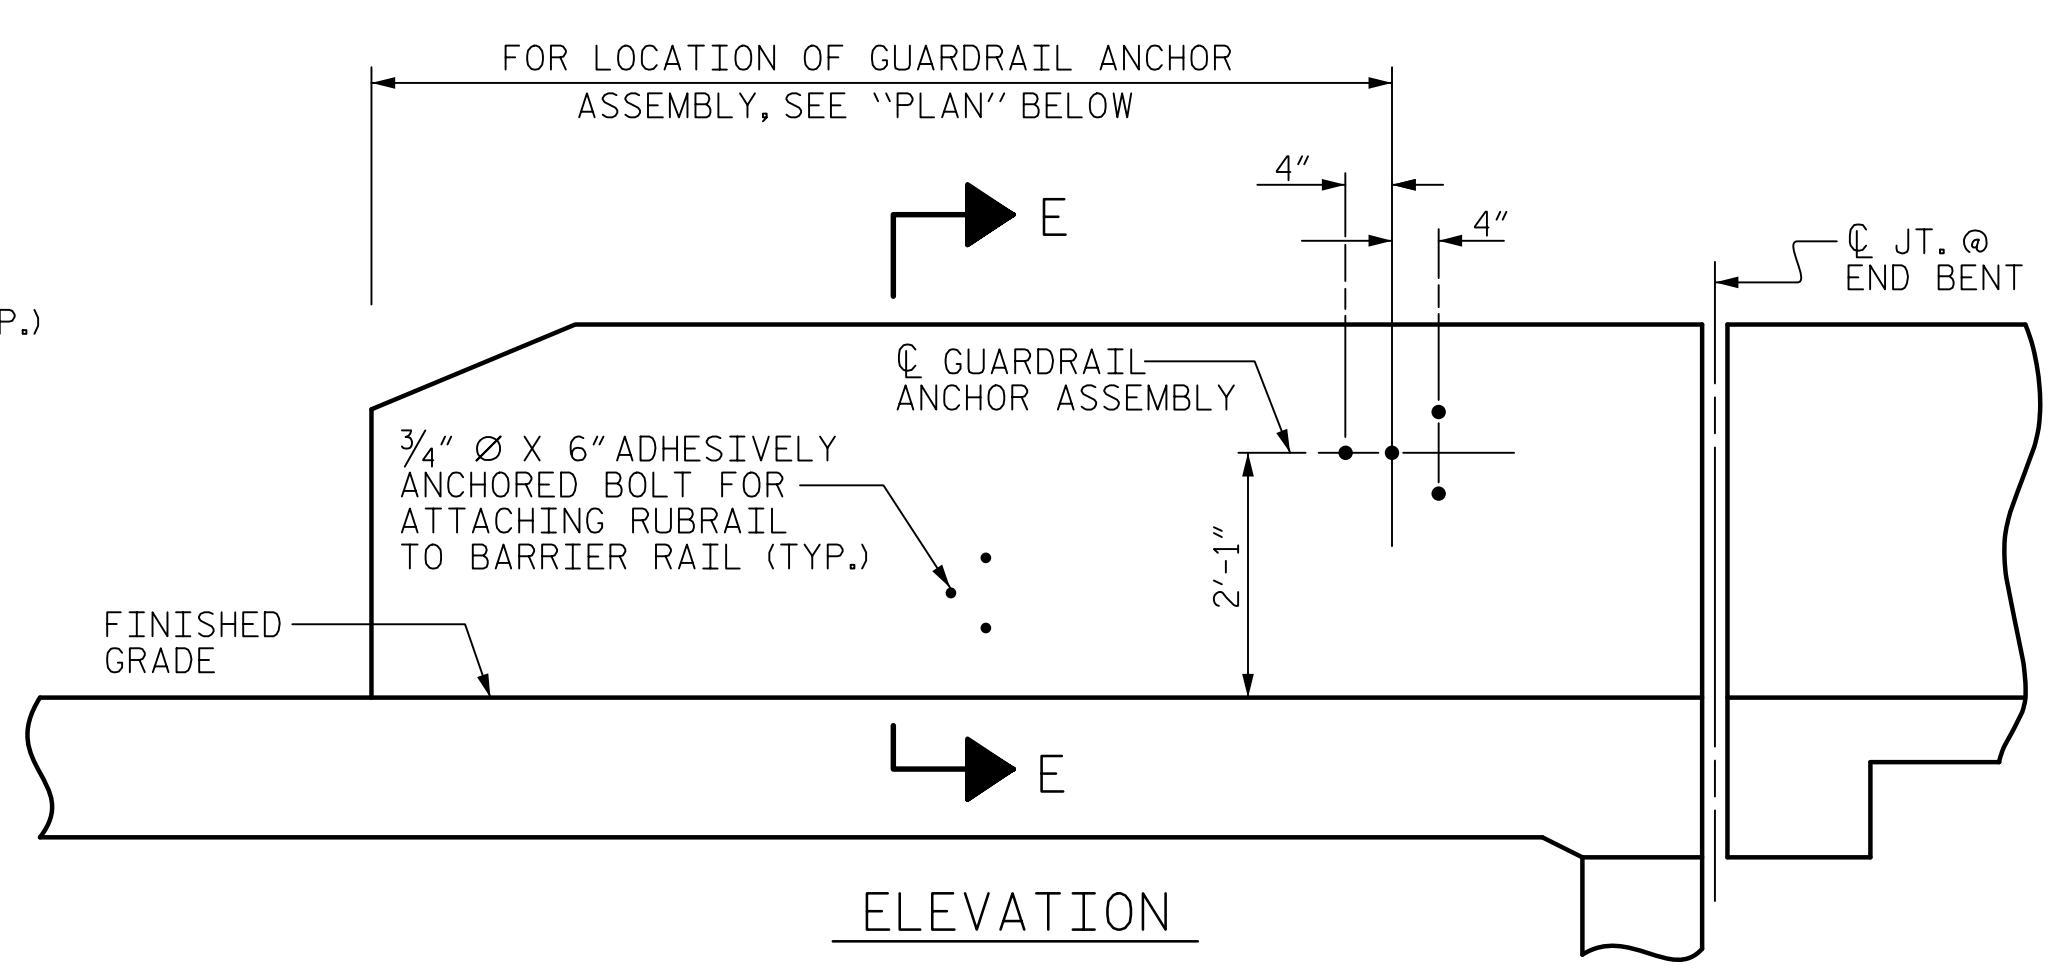 FOR LOCATION OF GUARDRAIL ANCHOR
ASSEMBLY, SEE ‘‘PLAN’’ BELOW
4"
4"
E
℄ JT. @
END BENT
P.)
℄ GUARDRAIL
ANCHOR ASSEMBLY
¾" Ø X 6" ADHESIVELY
ANCHORED BOLT FOR
ATTACHING RUBRAIL
TO BARRIER RAIL (TYP.)
2'-1"
FINISHED
GRADE
E
ELEVATION